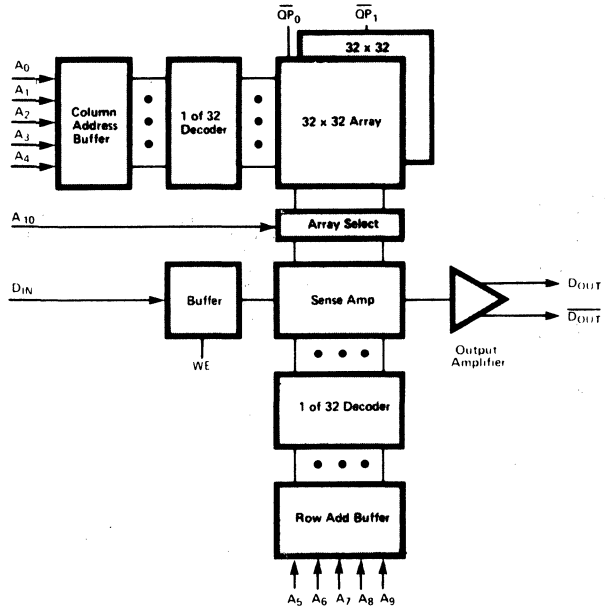 QP0 QP1
32 x 32
A0
A1
A2
A3
A4
Column
Address
Buffer
1 of 32
Decoder
32 x 32 Array
A10
Array Select
DIN
Buffer
WE
Sense Amp
DOUT
DOUT
Output
Amplifier
1 of 32 Decoder
Row Add Buffer
A5 A6 A7 A8 A9